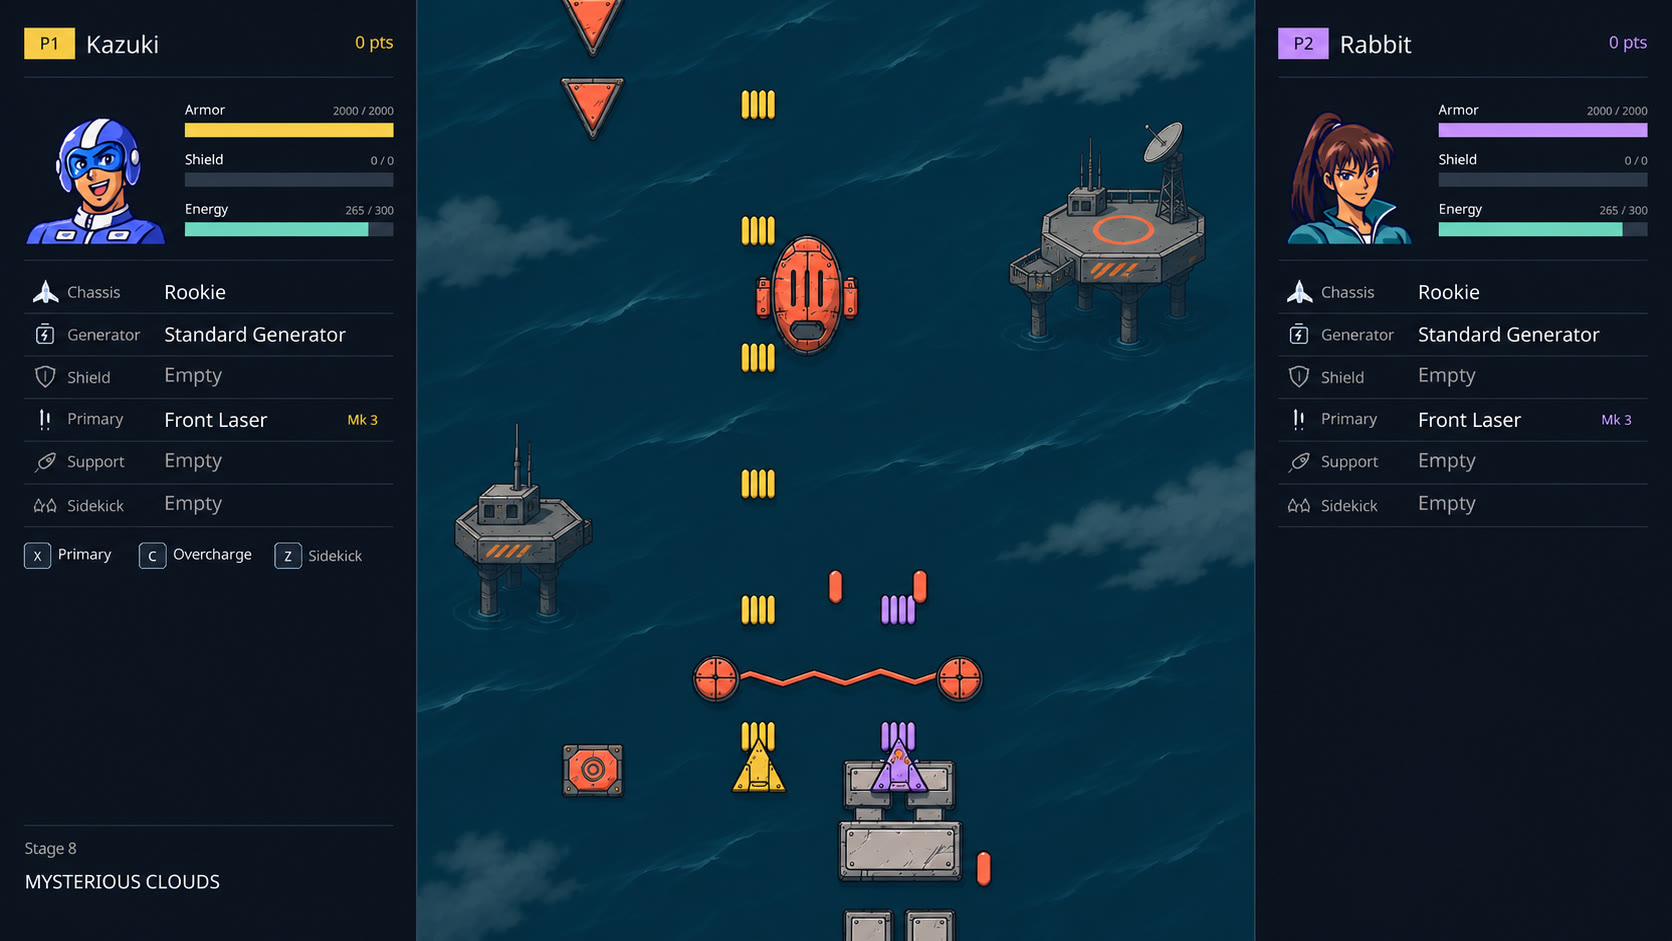 P1 Kazuki 0 pts
Armor 2000 / 2000
Shield 0 / 0
Energy 265 / 300
Chassis Rookie
Generator Standard Generator
Shield Empty
Primary Front Laser Mk 3
Support Empty
Sidekick Empty
X Primary C Overcharge Z Sidekick
Stage 8
MYSTERIOUS CLOUDS
P2 Rabbit 0 pts
Armor 2000 / 2000
Shield 0 / 0
Energy 265 / 300
Chassis Rookie
Generator Standard Generator
Shield Empty
Primary Front Laser Mk 3
Support Empty
Sidekick Empty